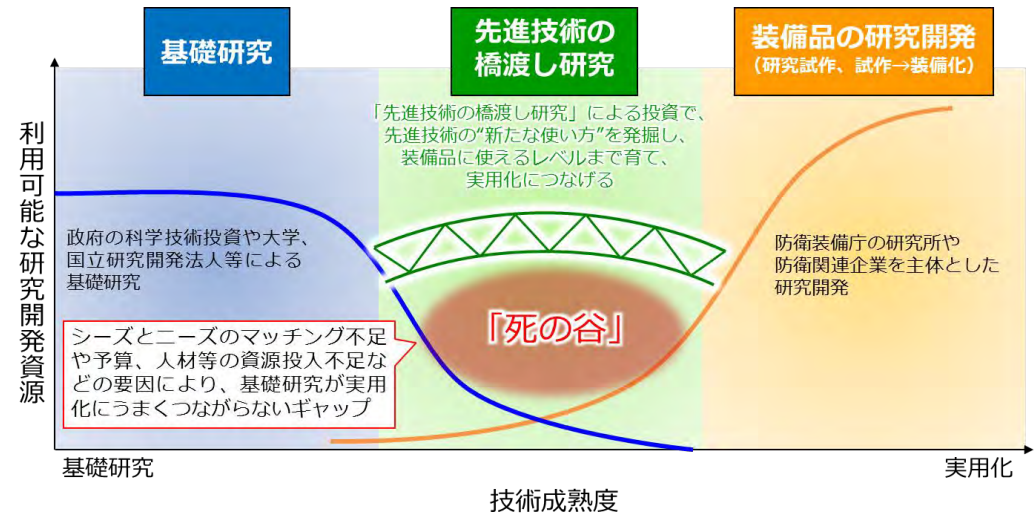 基礎研究
先進技術の
橋渡し研究
装備品の研究開発
（研究試作、試作→装備化）
利用可能な研究開発資源
「先進技術の橋渡し研究」による投資で、
先進技術の“新たな使い方”を発掘し、
装備品に使えるレベルまで育て、
実用化につなげる
政府の科学技術投資や大学、
国立研究開発法人等による
基礎研究
防衛装備庁の研究所や
防衛関連企業を主体とした
研究開発
「死の谷」
シーズとニーズのマッチング不足
や予算、人材等の資源投入不足な
どの要因により、基礎研究が実用
化にうまくつながらないギャップ
基礎研究
実用化
技術成熟度